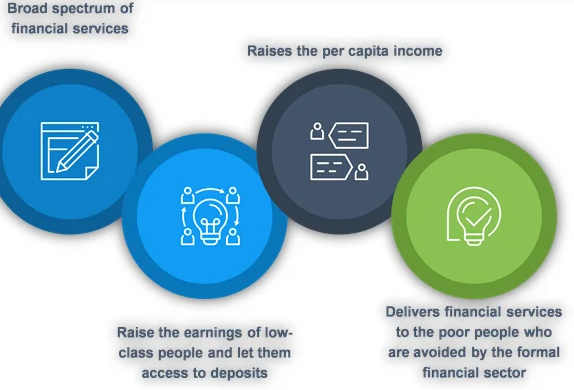 Broad spectrum of
financial services
Raises the per capita income
Raise the earnings of low-
class people and let them
access to deposits
Delivers financial services
to the poor people who
are avoided by the formal
financial sector